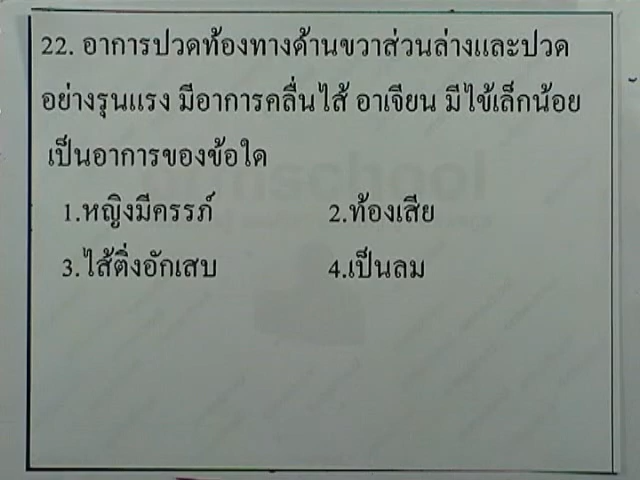 22. อาการปวดท้องทางด้านขวาส่วนล่างและปวด
อย่างรุนแรง มีอาการคลื่นไส้ อาเจียน มีไข้เล็กน้อย
เป็นอาการของข้อใด
1.หญิงมีครรภ์ 2.ท้องเสีย
3.ไส้ติ่งอักเสบ 4.เป็นลม